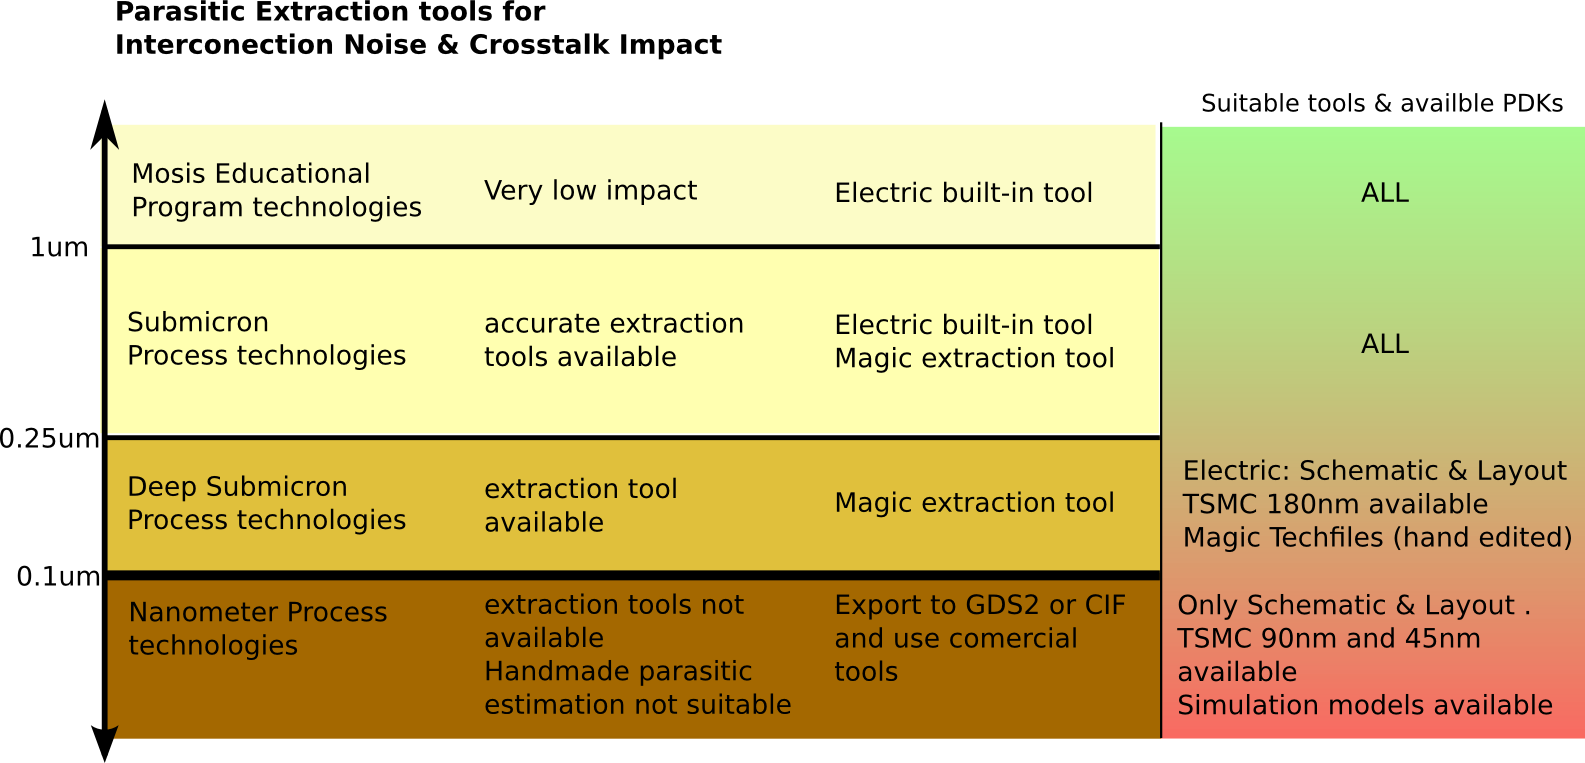 Parasitic Extraction tools for
Interconection Noise & Crosstalk Impact
Suitable tools & availble PDKs
Mosis Educational
Program technologies
Very low impact
Electric built-in tool
ALL
1um
Submicron
Process technologies
accurate extraction
tools available
Electric built-in tool
Magic extraction tool
ALL
0.25um
Deep Submicron
Process technologies
extraction tool
available
Magic extraction tool
Electric: Schematic & Layout
TSMC 180nm available
Magic Techfiles (hand edited)
0.1um
Nanometer Process
technologies
extraction tools not
available
Handmade parasitic
estimation not suitable
Export to GDS2 or CIF
and use comercial
tools
Only Schematic & Layout .
TSMC 90nm and 45nm
available
Simulation models available